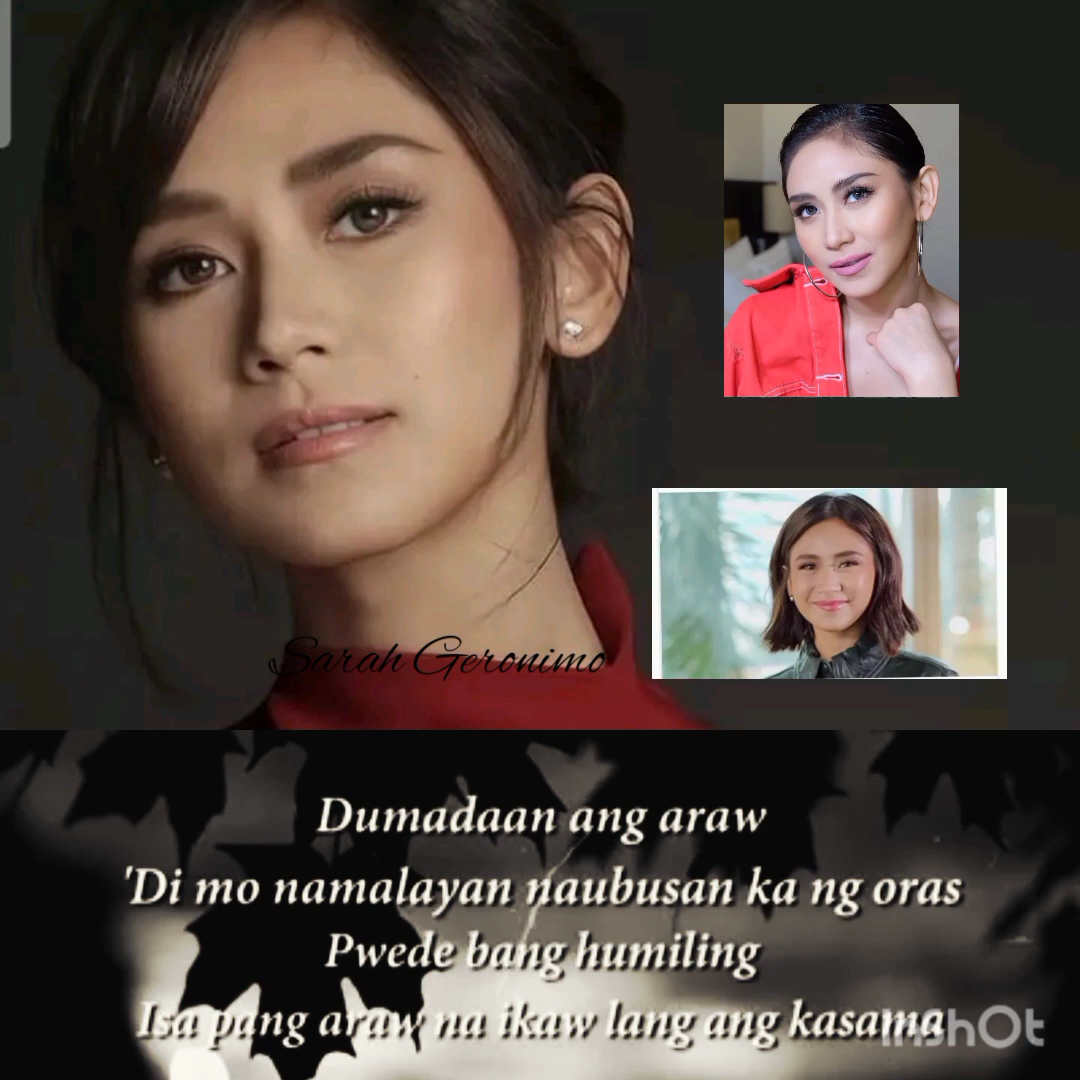 Sarah Geronimo
Dumadaan ang araw
'Di mo namalayan naubusan ka ng oras
Pwede bang humiling
Isa pang araw na ikaw lang ang kasama
InShOt